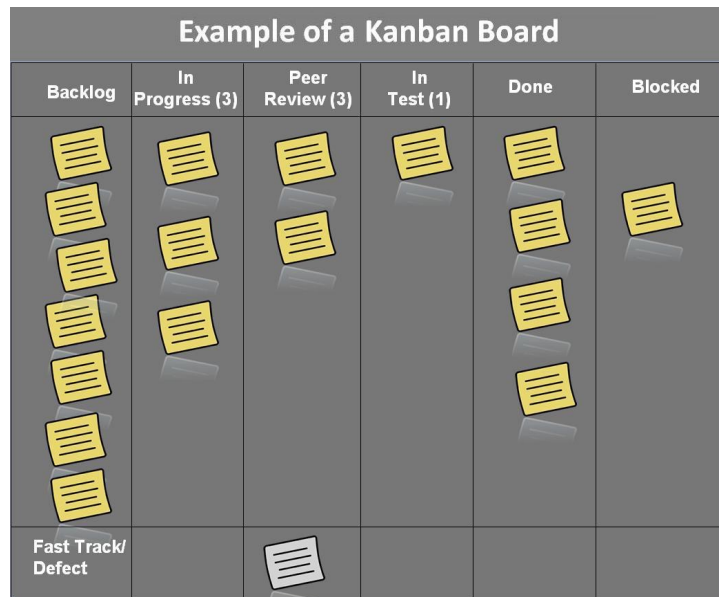 Example of a Kanban Board
Backlog
In
Progress (3)
Peer
Review (3)
In
Test (1)
Done
Blocked
Fast Track/
Defect